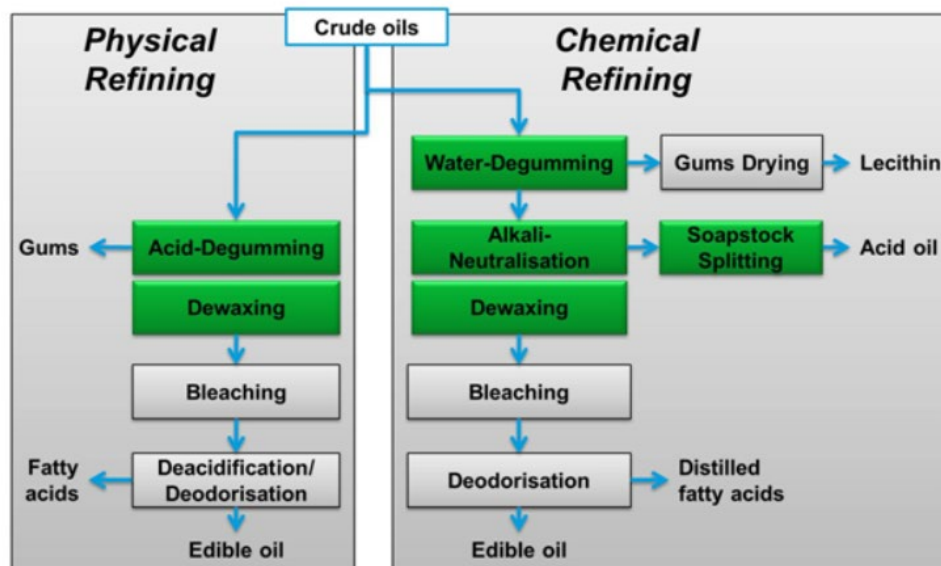 Crude oils
Physical
Refining
Gums
Acid-Degumming
Dewaxing
Bleaching
Fatty
acids
Deacidification/
Deodorisation
Edible oil
Chemical
Refining
Water-Degumming
Gums Drying
Lecithin
Alkali-
Neutralisation
Soapstock
Splitting
Acid oil
Dewaxing
Bleaching
Deodorisation
Distilled
fatty acids
Edible oil